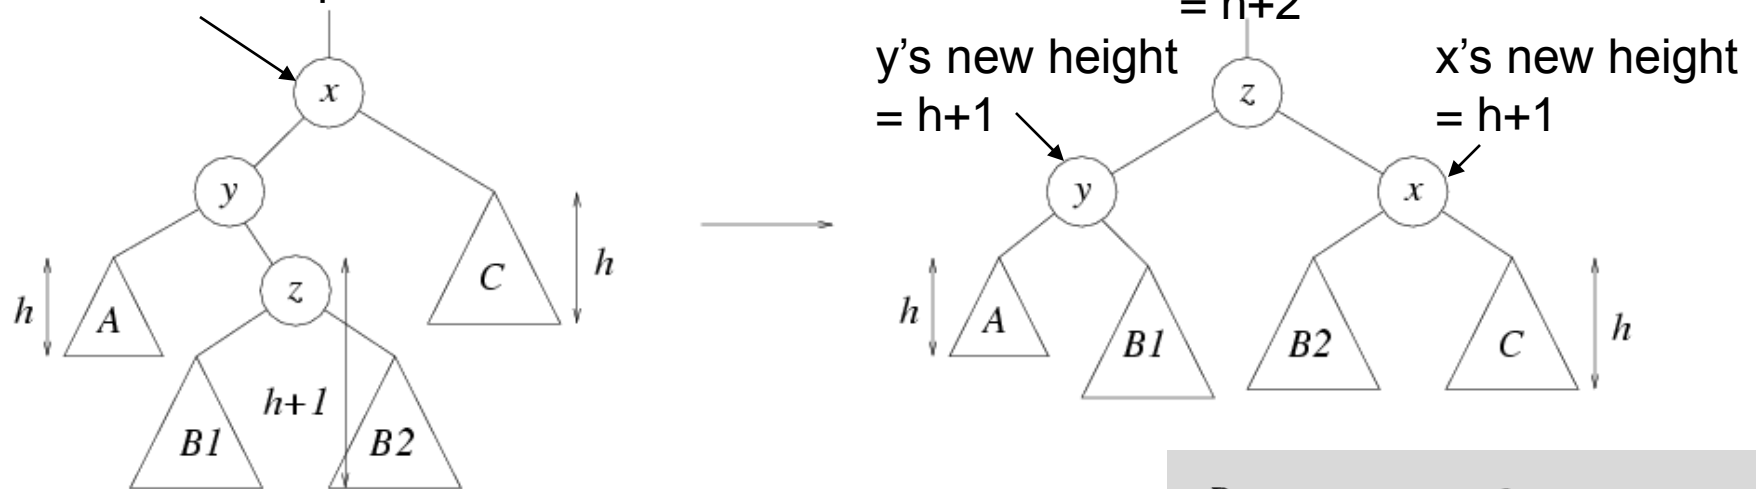 = h+2
y’s new height
= h+1
x’s new height
= h+1
x
z
y
y
x
z
C
h
h
A
h
A
B1
B2
C
h
h+1
B1
B2